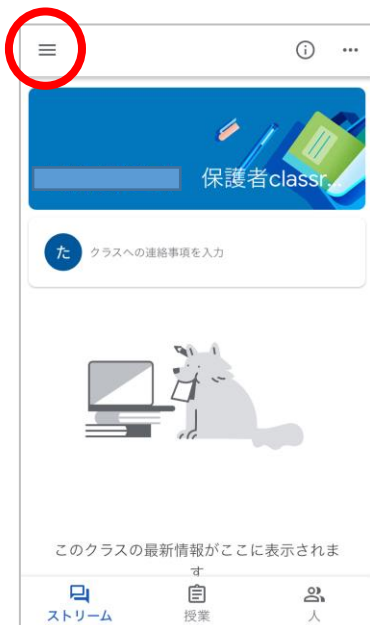 保護者classr...
た
クラスへの連絡事項を入力
このクラスの最新情報がここに表示されま
す
ストリーム
授業
人